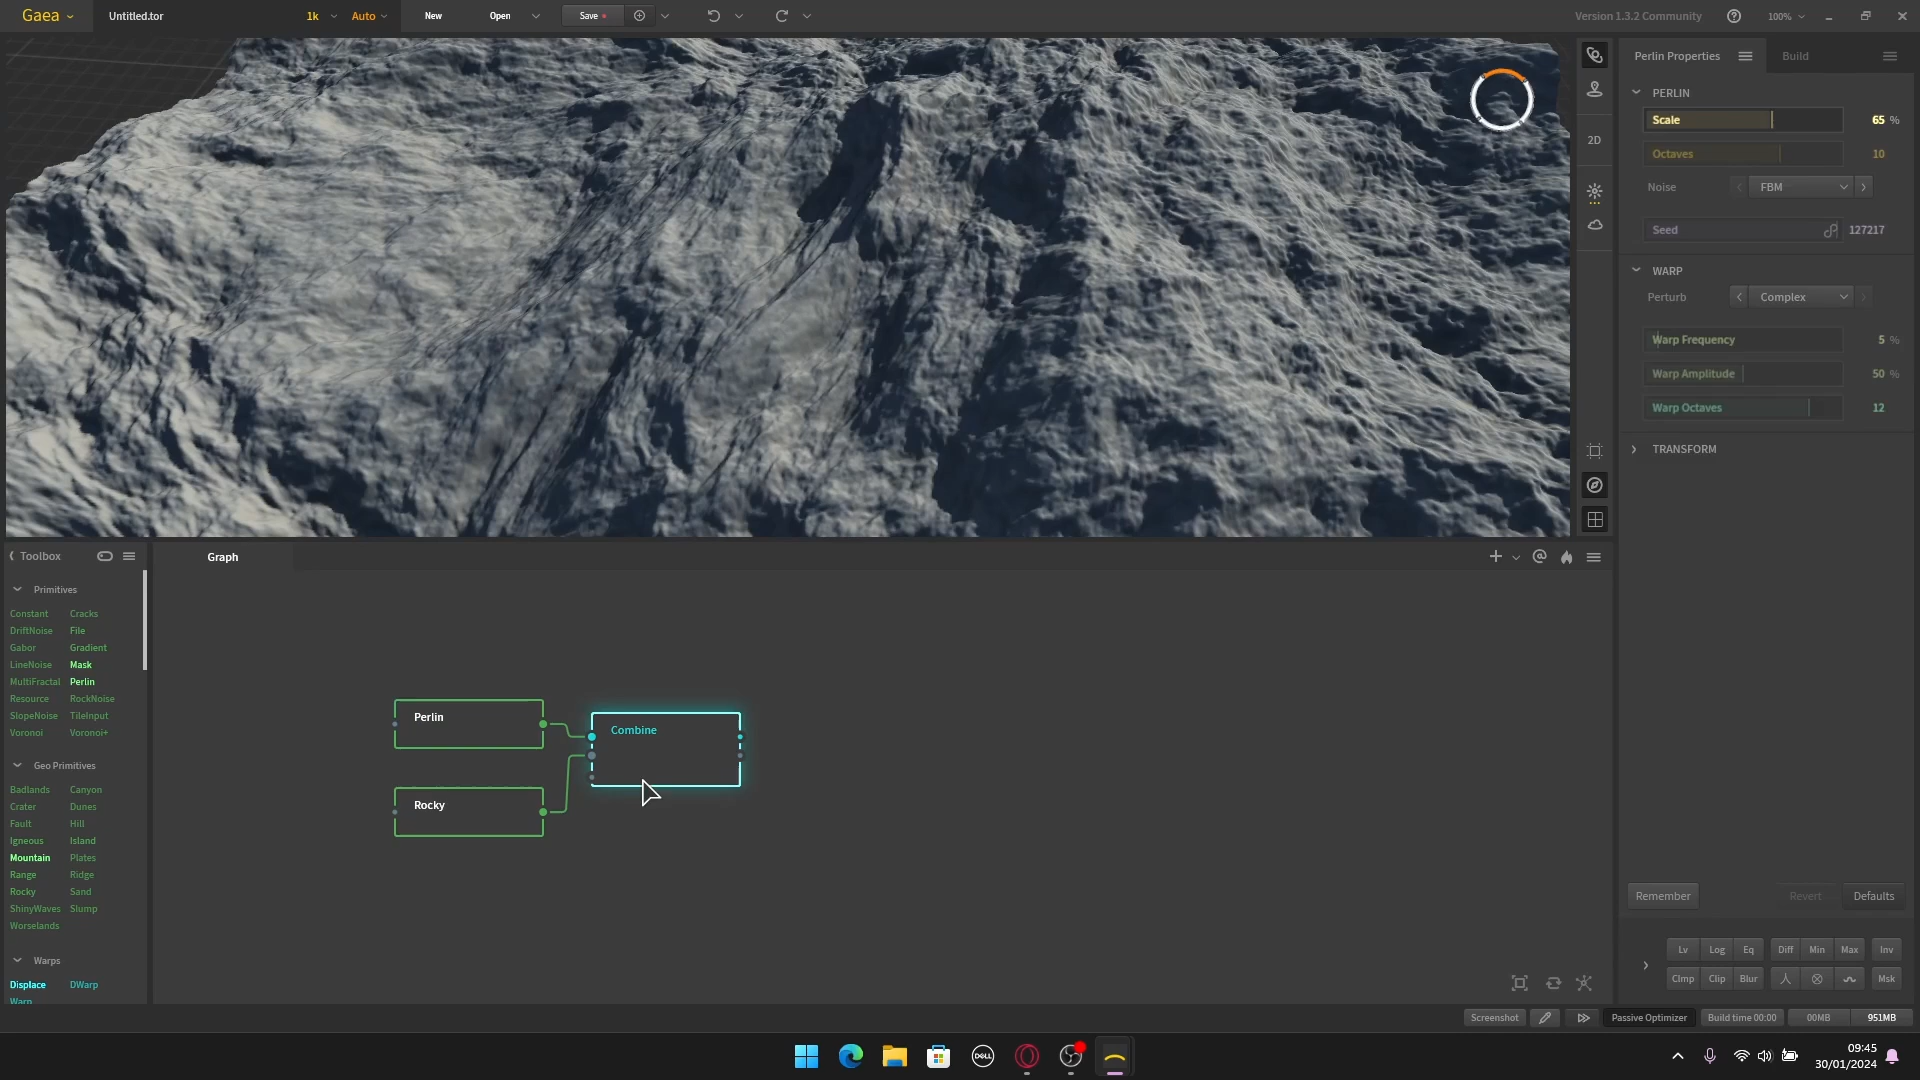 Gaea
Untitled.tor
1k
Auto
New
Open
Save
Version 1.3.2 Community
100%
Perlin Properties
Build
PERLIN
Scale 65 %
Octaves 10
2D
Noise FBM
Seed 127217
WARP
Perturb Complex
Warp Frequency 5 %
Warp Amplitude 50 %
Warp Octaves 12
TRANSFORM
Toolbox
Graph
Primitives
Constant Cracks
DriftNoise File
Gabor Gradient
LineNoise Mask
MultiFractal Perlin
Resource RockNoise
SlopeNoise TileInput
Voronoi Voronoi+
Geo Primitives
Badlands Canyon
Crater Dunes
Fault Hill
Igneous Island
Mountain Plates
Range Ridge
Rocky Sand
ShinyWaves Slump
Worselands
Warps
Displace DWarp
Warp
Perlin
Combine
Rocky
Remember
Revert
Defaults
Lv Log Eq Diff Min Max Inv
Clmp Clip Blur Msk
Screenshot
Passive Optimizer
Build time 00:00
00MB
951MB
DELL
09:45
30/01/2024